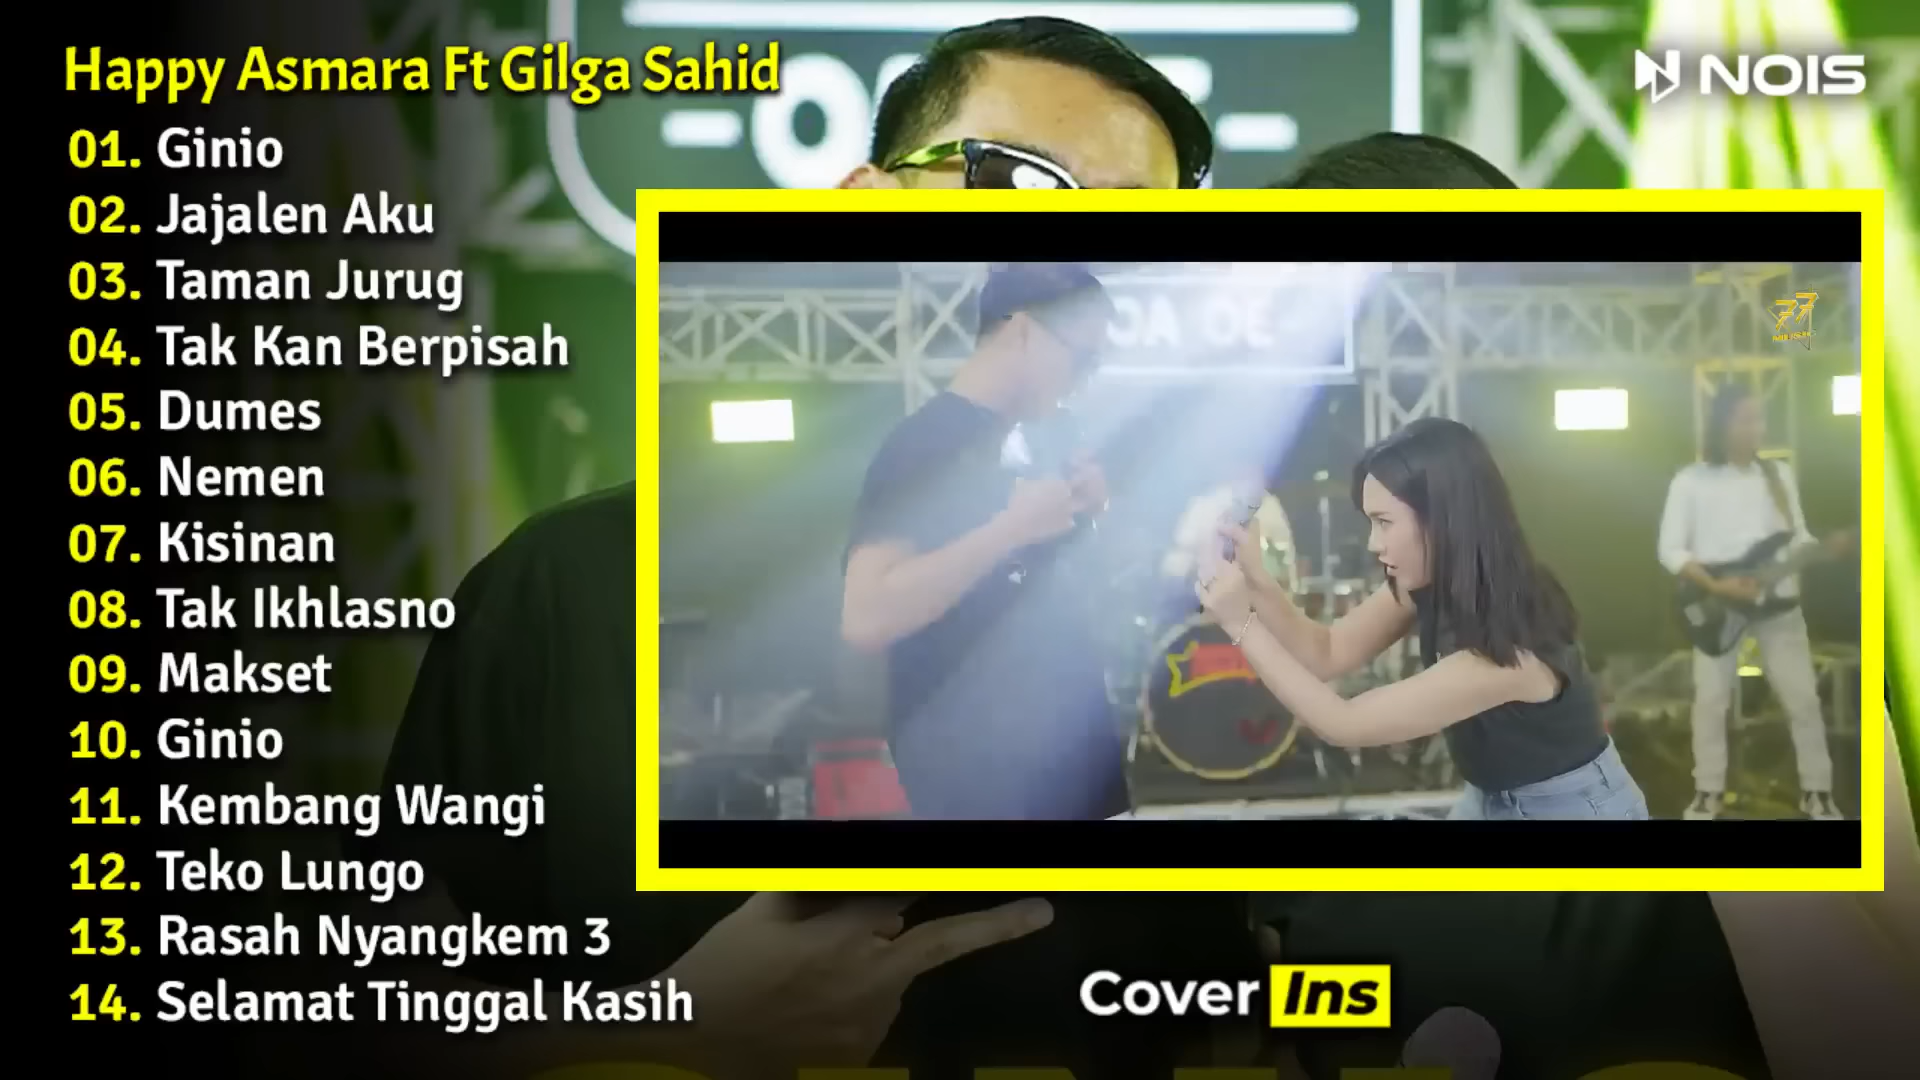 Happy Asmara Ft Gilga Sahid
NOIS
01. Ginio
02. Jajalen Aku
03. Taman Jurug
04. Tak Kan Berpisah
05. Dumes
06. Nemen
07. Kisinan
08. Tak Ikhlasno
09. Makset
10. Ginio
11. Kembang Wangi
12. Teko Lungo
13. Rasah Nyangkem 3
14. Selamat Tinggal Kasih
Cover Ins